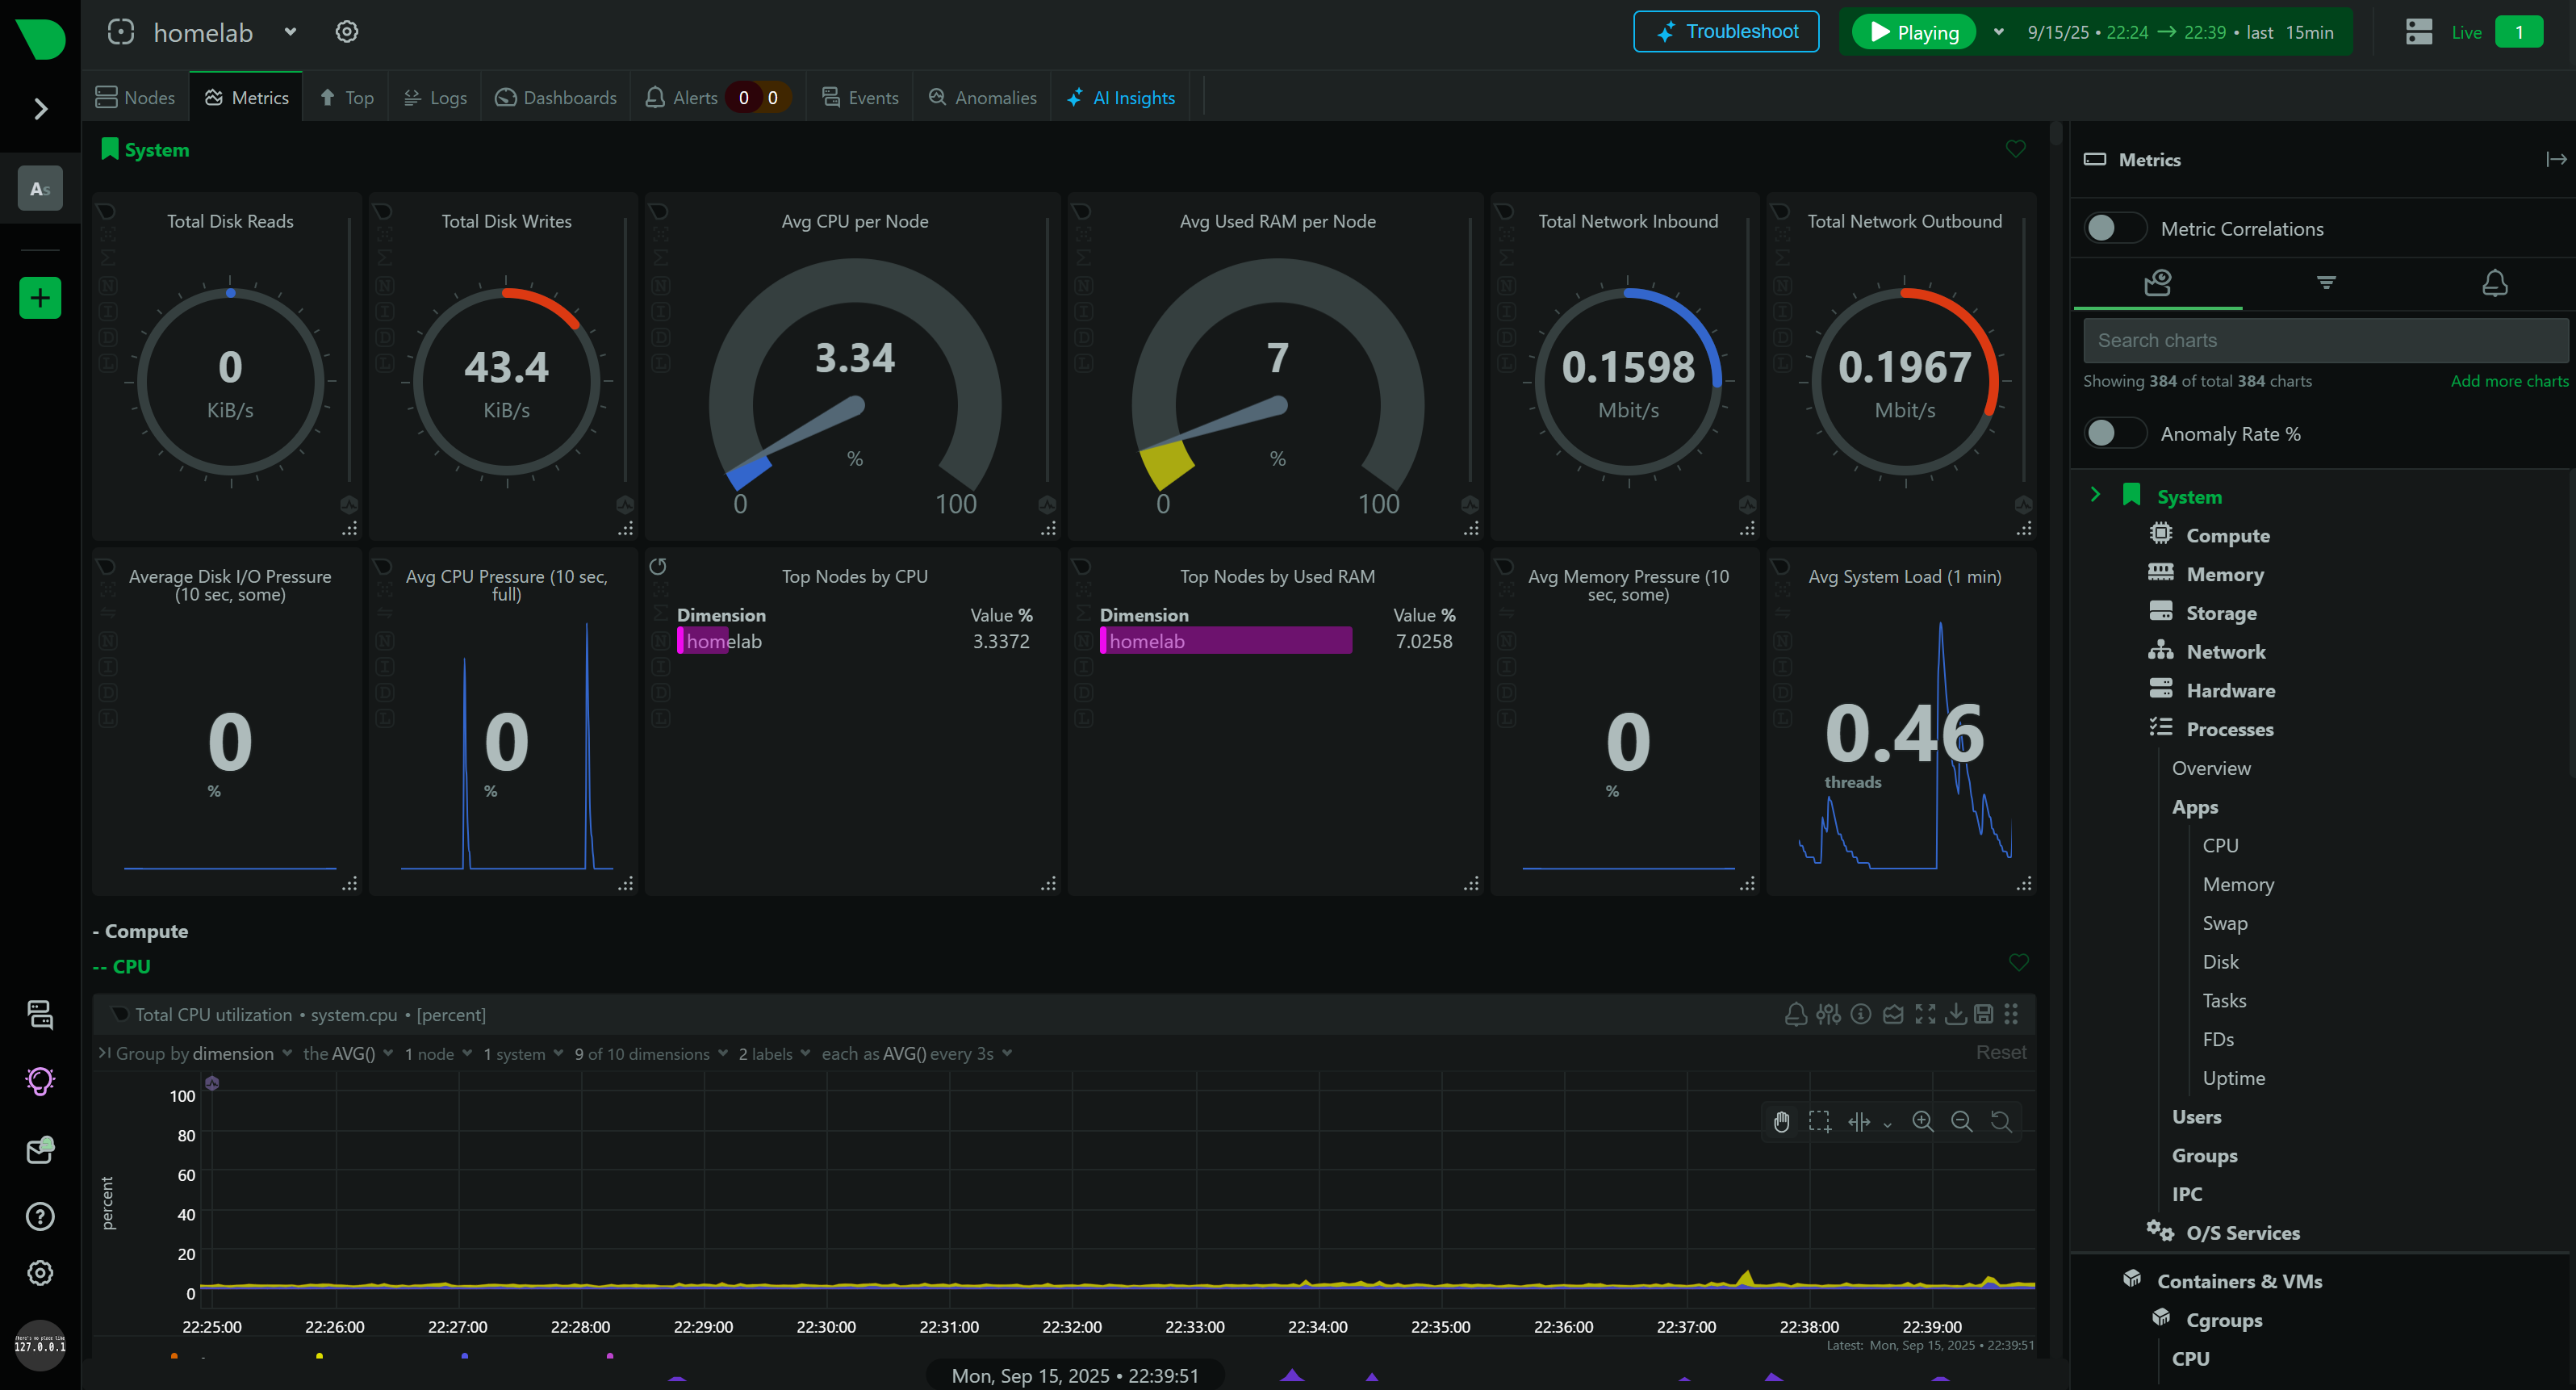 homelab
Troubleshoot
Playing
9/15/25 • 22:24 → 22:39 • last 15min
Live 1
Nodes
Metrics
Top
Logs
Dashboards
Alerts 0 0
Events
Anomalies
AI Insights
As
System
Total Disk Reads
0
KiB/s
Total Disk Writes
43.4
KiB/s
Avg CPU per Node
3.34
%
0 100
Avg Used RAM per Node
7
%
0 100
Total Network Inbound
0.1598
Mbit/s
Total Network Outbound
0.1967
Mbit/s
N
I
D
L
Average Disk I/O Pressure
(10 sec, some)
0
%
Avg CPU Pressure (10 sec,
full)
0
%
Top Nodes by CPU
Dimension Value %
homelab 3.3372
Top Nodes by Used RAM
Dimension Value %
homelab 7.0258
Avg Memory Pressure (10
sec, some)
0
%
Avg System Load (1 min)
0.46
threads
- Compute
-- CPU
Total CPU utilization • system.cpu • [percent]
Group by dimension the AVG() 1 node 1 system 9 of 10 dimensions 2 labels each as AVG() every 3s
Reset
percent
100
80
60
40
20
0
22:25:00 22:26:00 22:27:00 22:28:00 22:29:00 22:30:00 22:31:00 22:32:00 22:33:00 22:34:00 22:35:00 22:36:00 22:37:00 22:38:00 22:39:00
Latest: Mon, Sep 15, 2025 • 22:39:51
Mon, Sep 15, 2025 • 22:39:51
there's no place like
127.0.0.1
Metrics
Metric Correlations
Search charts
Showing 384 of total 384 charts
Add more charts
Anomaly Rate %
System
Compute
Memory
Storage
Network
Hardware
Processes
Overview
Apps
CPU
Memory
Swap
Disk
Tasks
FDs
Uptime
Users
Groups
IPC
O/S Services
Containers & VMs
Cgroups
CPU